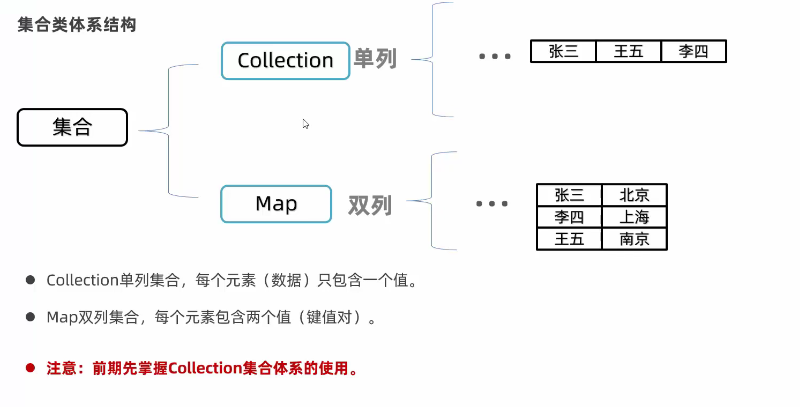 集合类体系结构
集合
Collection 单列
... 张三 王五 李四
Map 双列
... 张三 北京
李四 上海
王五 南京
● Collection单列集合，每个元素（数据）只包含一个值。
● Map双列集合，每个元素包含两个值（键值对）。
● 注意：前期先掌握Collection集合体系的使用。